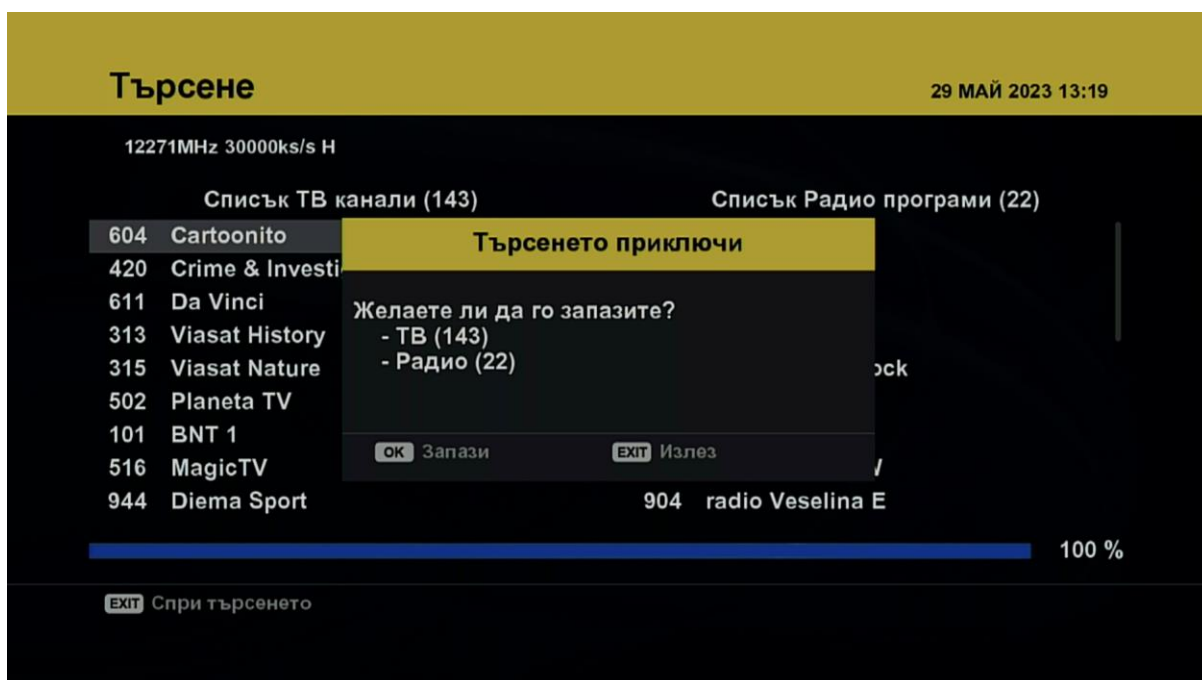 Търсене
29 МАЙ 2023 13:19
12271MHz 30000ks/s H
Списък ТВ канали (143)
Списък Радио програми (22)
604 Cartoonito
420 Crime & Investi
611 Da Vinci
313 Viasat History
315 Viasat Nature
502 Planeta TV
101 BNT 1
516 MagicTV
944 Diema Sport
904 radio Veselina E
Търсенето приключи
Желаете ли да го запазите?
- ТВ (143)
- Радио (22)
OK Запази
EXIT Излез
100 %
EXIT Спри търсенето